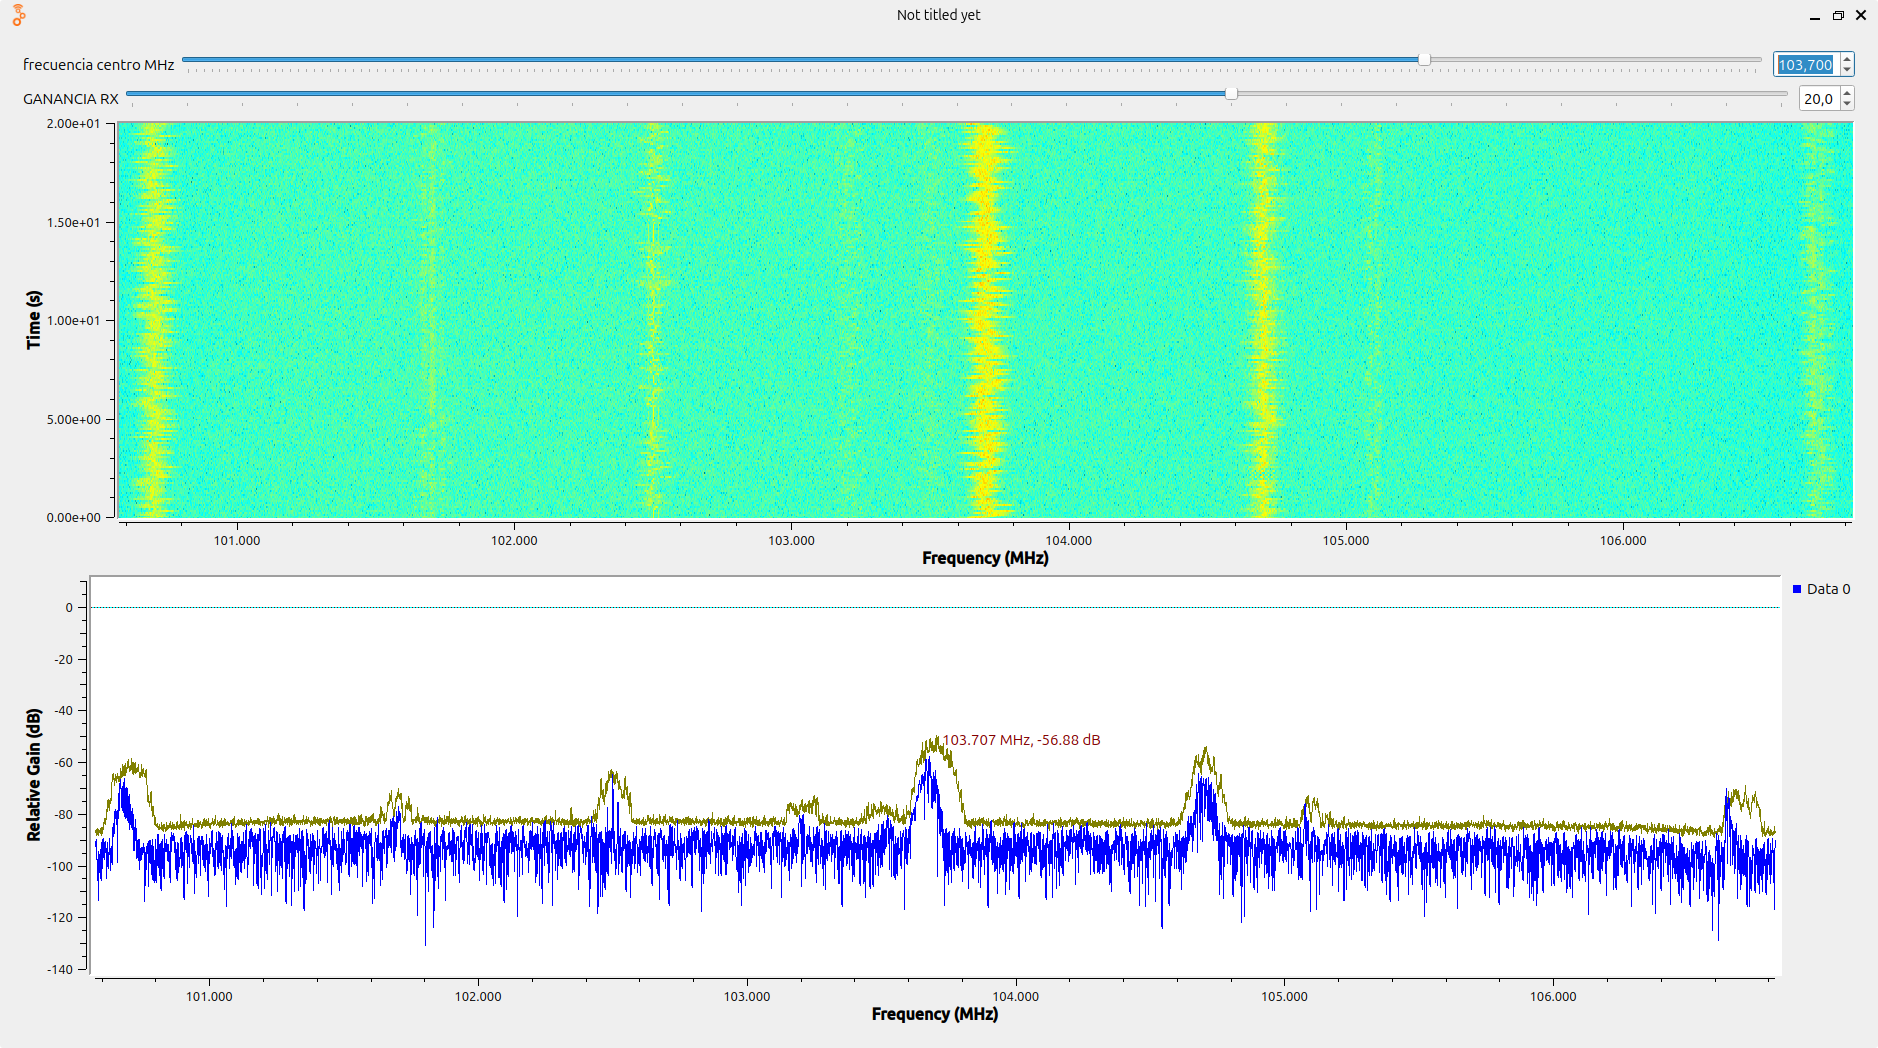 Not titled yet
frecuencia centro MHz 103,700
GANANCIA RX 20,0
2.00e+01
1.50e+01
1.00e+01
5.00e+00
0.00e+00
Time (s)
101.000 102.000 103.000 104.000 105.000 106.000
Frequency (MHz)
Data 0
0
-20
-40
-60
-80
-100
-120
-140
Relative Gain (dB)
103.707 MHz, -56.88 dB
101.000 102.000 103.000 104.000 105.000 106.000
Frequency (MHz)